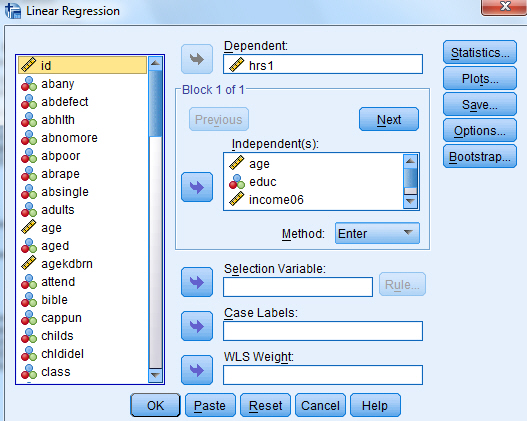 Linear Regression
id
abany
abdefect
abhlth
abnomore
abpoor
abrape
absingle
adults
age
aged
agekdbrn
attend
bible
cappun
childs
chldidel
class
Dependent:
hrs1
Block 1 of 1
Previous
Next
Independent(s):
age
educ
income06
Method: Enter
Selection Variable:
Rule...
Case Labels:
WLS Weight:
Statistics...
Plots...
Save...
Options...
Bootstrap...
OK Paste Reset Cancel Help